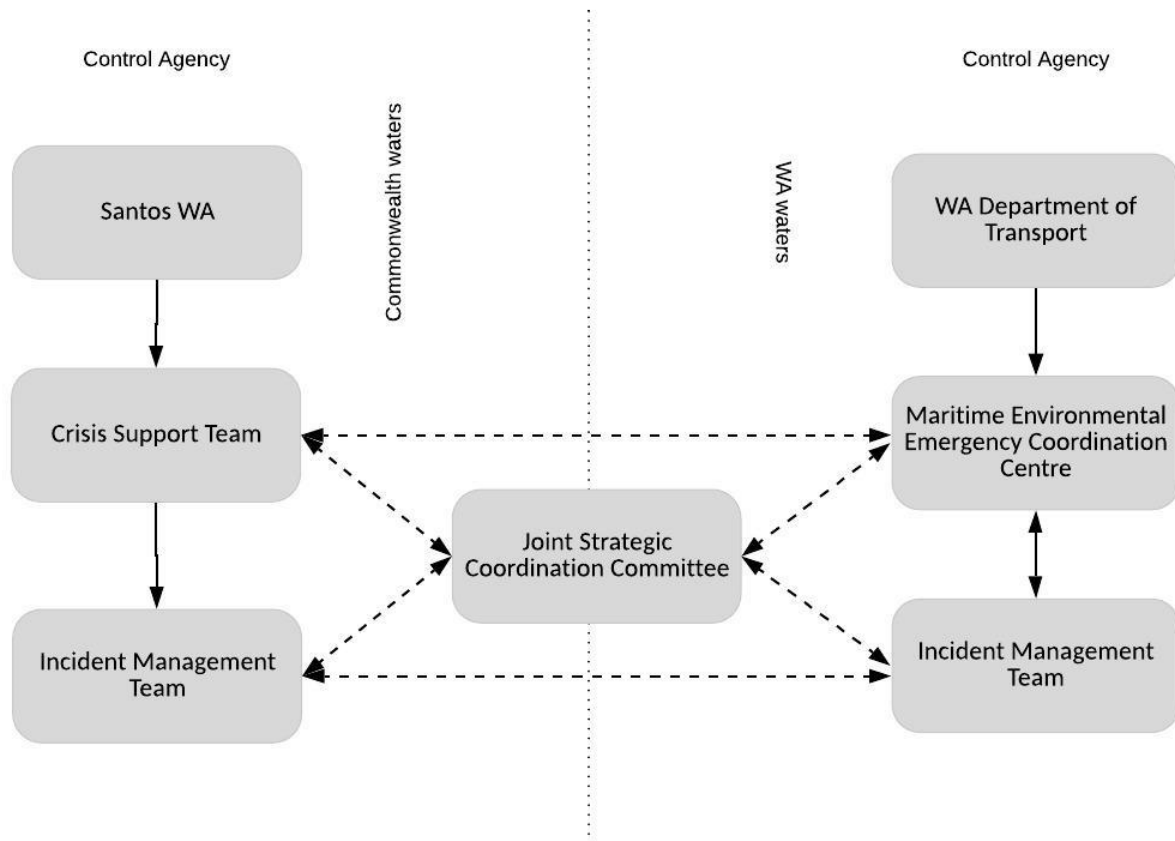 Control Agency
Control Agency
Commonwealth waters
WA waters
Santos WA
WA Department of
Transport
Crisis Support Team
Maritime Environmental
Emergency Coordination
Centre
Joint Strategic
Coordination Committee
Incident Management
Team
Incident Management
Team